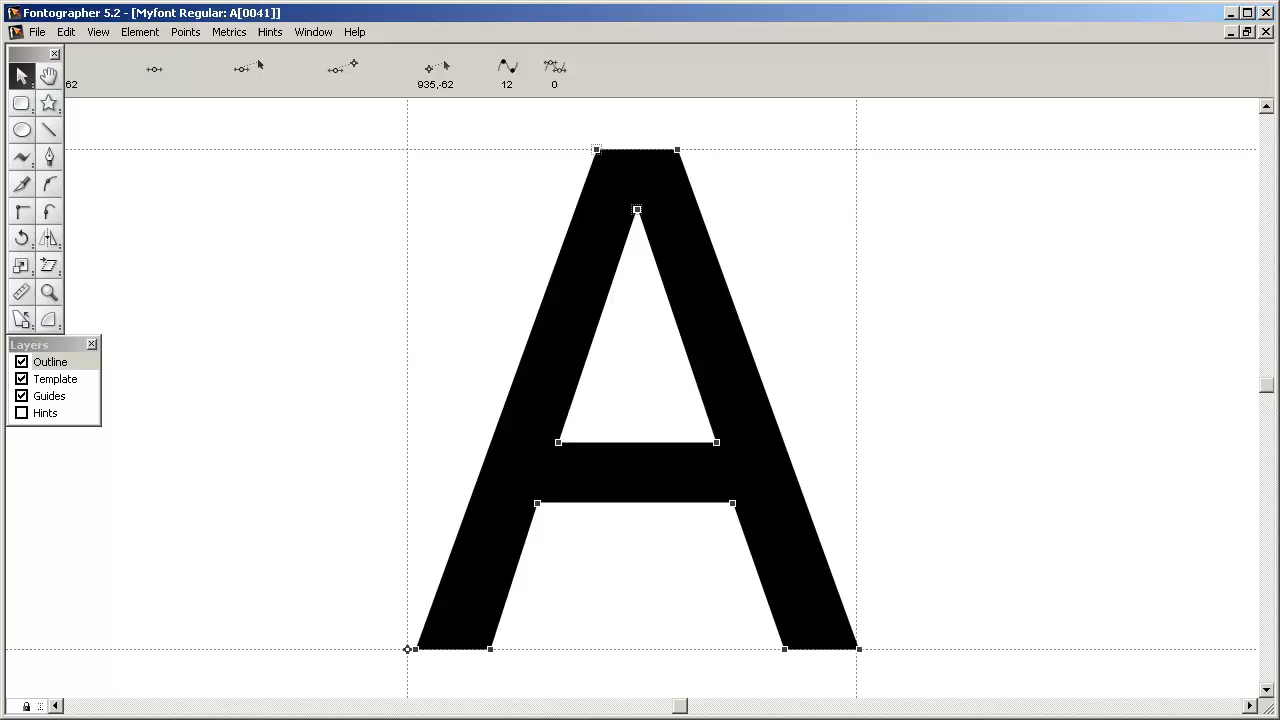 Fontographer 5.2 - [Myfont Regular: A[0041]]
File Edit View Element Points Metrics Hints Window Help
62 935,-62 12 0
Layers
Outline
Template
Guides
Hints